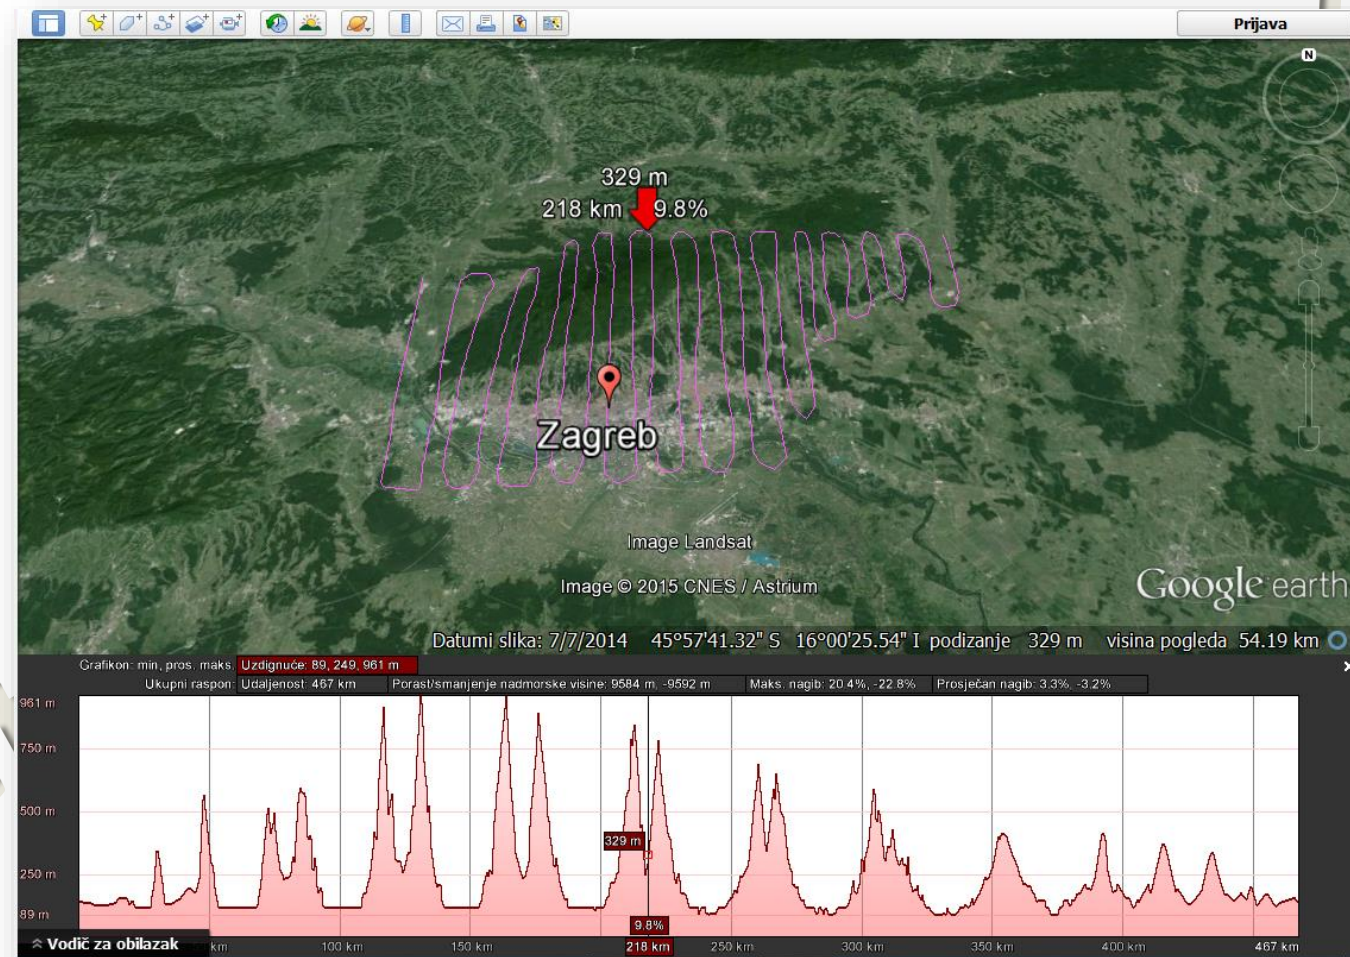 Prijava
N
329 m
218 km 9.8%
Zagreb
Image Landsat
Image © 2015 CNES / Astrium
Google earth
Datumi slika: 7/7/2014 45°57'41.32" S 16°00'25.54" I podizanje 329 m visina pogleda 54.19 km
Grafikon: min, pros. maks. Uzdignuće: 89, 249, 961 m
Ukupni raspon: Udaljenost: 467 km Porast/smanjenje nadmorske visine: 9584 m, -9592 m Maks. nagib: 20.4%, -22.8% Prosječan nagib: 3.3%, -3.2%
961 m
750 m
500 m
329 m
250 m
89 m
9.8%
Vodič za obilazak km 100 km 150 km 218 km 250 km 300 km 350 km 400 km 467 km